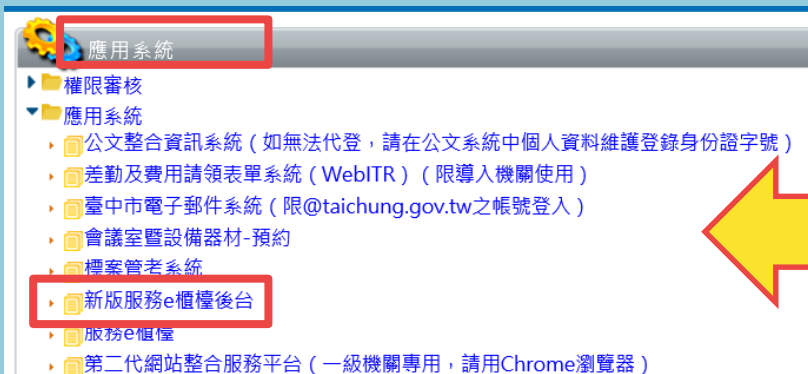 應用系統
權限審核
應用系統
公文整合資訊系統(如無法代登,請在公文系統中個人資料維護登錄身份證字號)
差勤及費用請領表單系統(WebITR)(限導入機關使用)
臺中市電子郵件系統(限@taichung.gov.tw之帳號登入)
會議室暨設備器材-預約
標案管考系統
新版服務e櫃檯後台
服務e櫃檯
第二代網站整合服務平台(一級機關專用,請用Chrome瀏覽器)